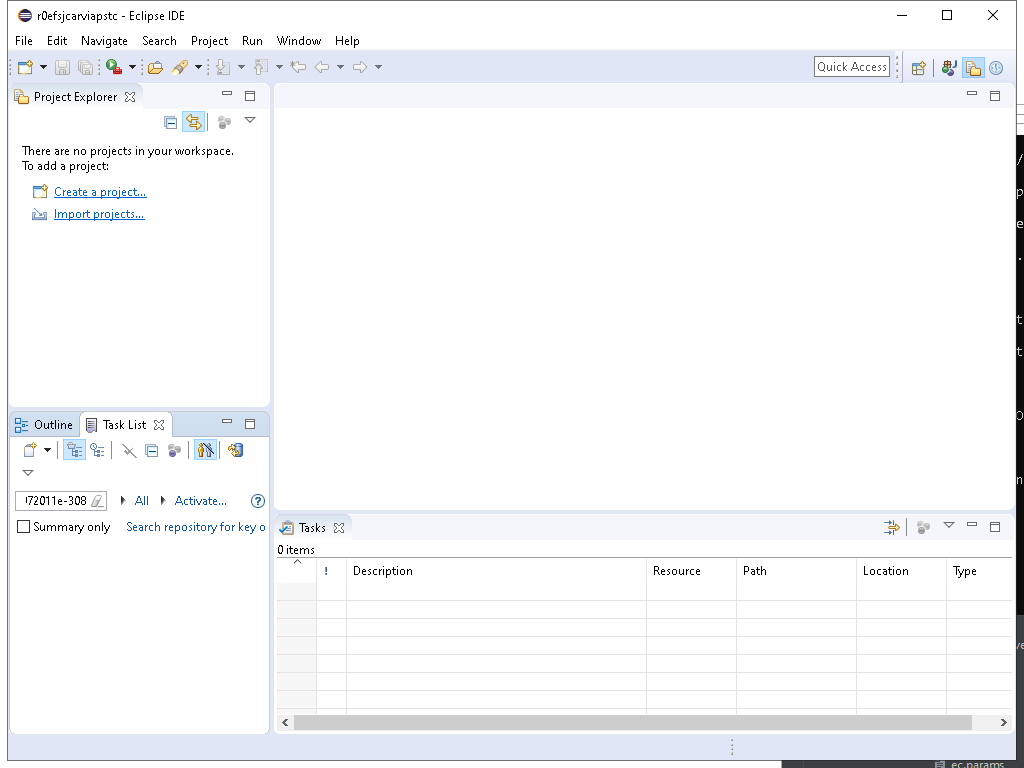 r0efsjcarviapstc - Eclipse IDE
File Edit Navigate Search Project Run Window Help
Quick Access
Project Explorer
There are no projects in your workspace.
To add a project:
Create a project...
Import projects...
Outline Task List
72011e-308 All Activate...
Summary only Search repository for key o
Tasks
0 items
! Description Resource Path Location Type
ec.params